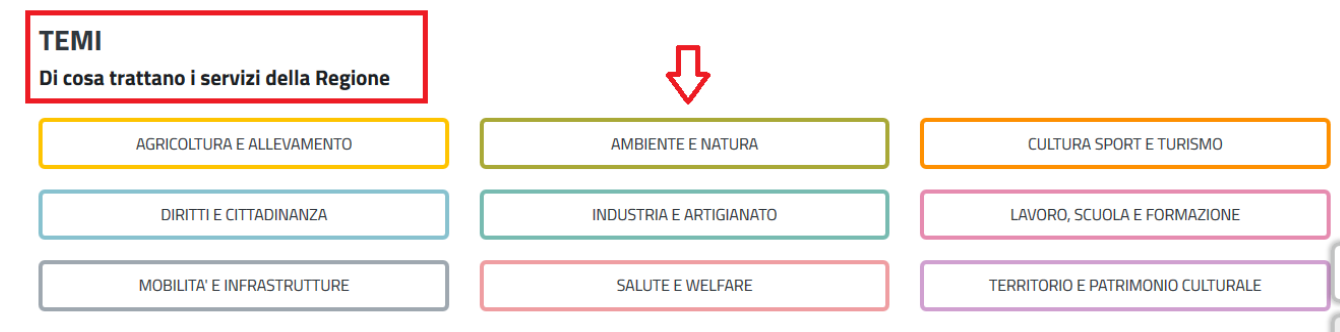 TEMI
Di cosa trattano i servizi della Regione
AGRICOLTURA E ALLEVAMENTO
AMBIENTE E NATURA
CULTURA SPORT E TURISMO
DIRITTI E CITTADINANZA
INDUSTRIA E ARTIGIANATO
LAVORO, SCUOLA E FORMAZIONE
MOBILITA' E INFRASTRUTTURE
SALUTE E WELFARE
TERRITORIO E PATRIMONIO CULTURALE